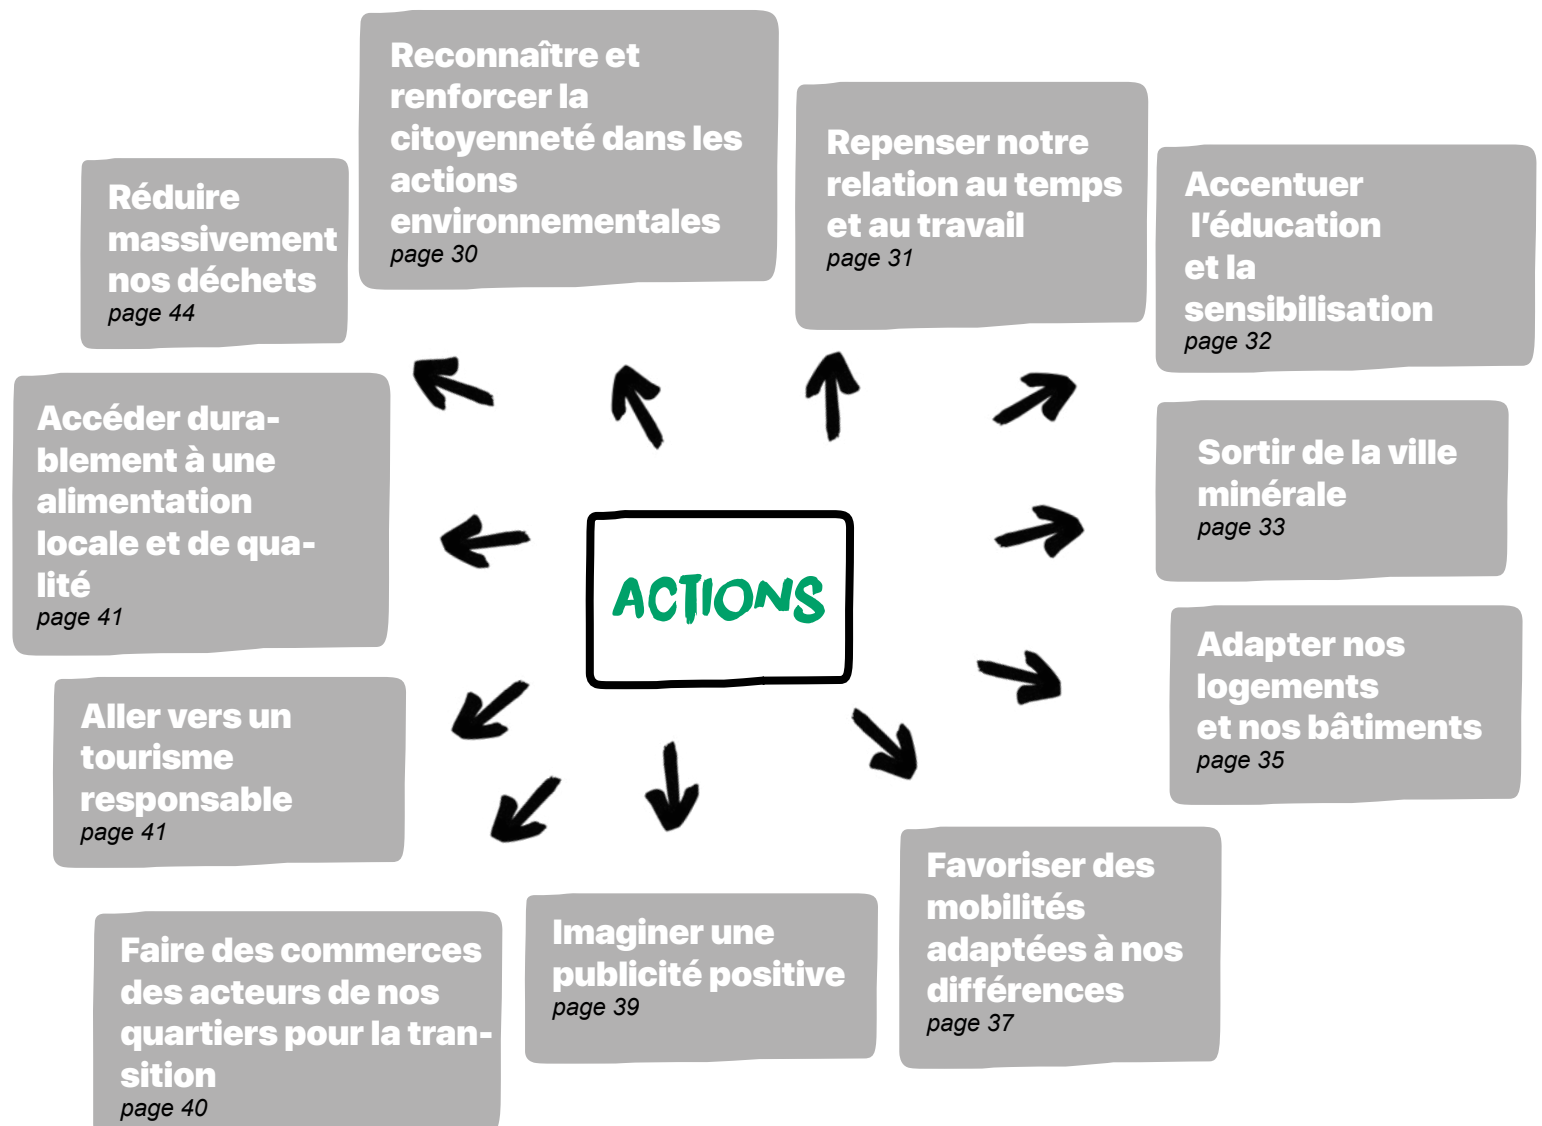 Reconnaître et
renforcer la
citoyenneté dans les
actions
environnementales
page 30
Repenser notre
relation au temps
et au travail
page 31
Accentuer
l’éducation
et la
sensibilisation
page 32
Sortir de la ville
minérale
page 33
Adapter nos
logements
et nos bâtiments
page 35
Favoriser des
mobilités
adaptées à nos
différences
page 37
Imaginer une
publicité positive
page 39
Faire des commerces
des acteurs de nos
quartiers pour la tran-
sition
page 40
Aller vers un
tourisme
responsable
page 41
Accéder dura-
blement à une
alimentation
locale et de qua-
lité
page 41
Réduire
massivement
nos déchets
page 44
ACTIONS